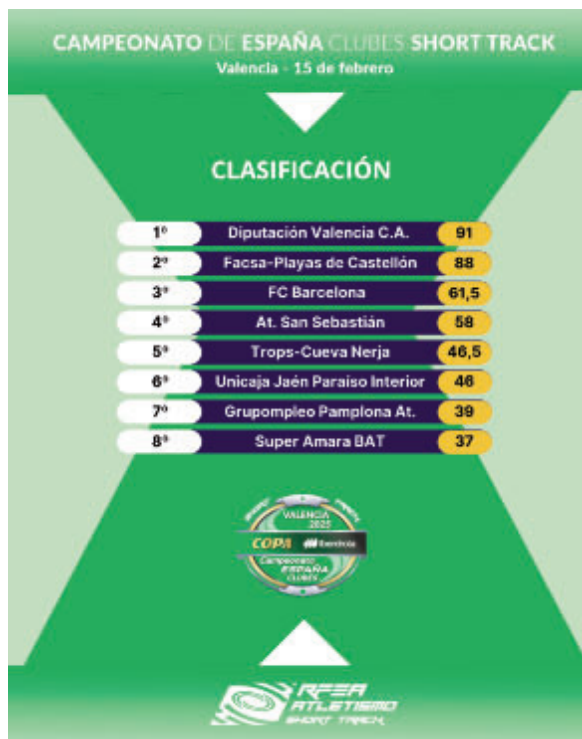 CAMPEONATO DE ESPAÑA CLUBES SHORT TRACK
Valencia - 15 de febrero
CLASIFICACIÓN
1º Diputación Valencia C.A. 91
2º Facsa-Playas de Castellón 88
3º FC Barcelona 61,5
4º At. San Sebastián 58
5º Trops-Cueva Nerja 46,5
6º Unicaja Jaén Paraiso Interior 46
7º Grupompleo Pamplona At. 39
8º Super Amara BAT 37
SHORT TRACK
VALENCIA
2025
COPA Iberdrola
Campeonato
ESPAÑA
CLUBES
RFEA
ATLETISMO
SHORT TRACK